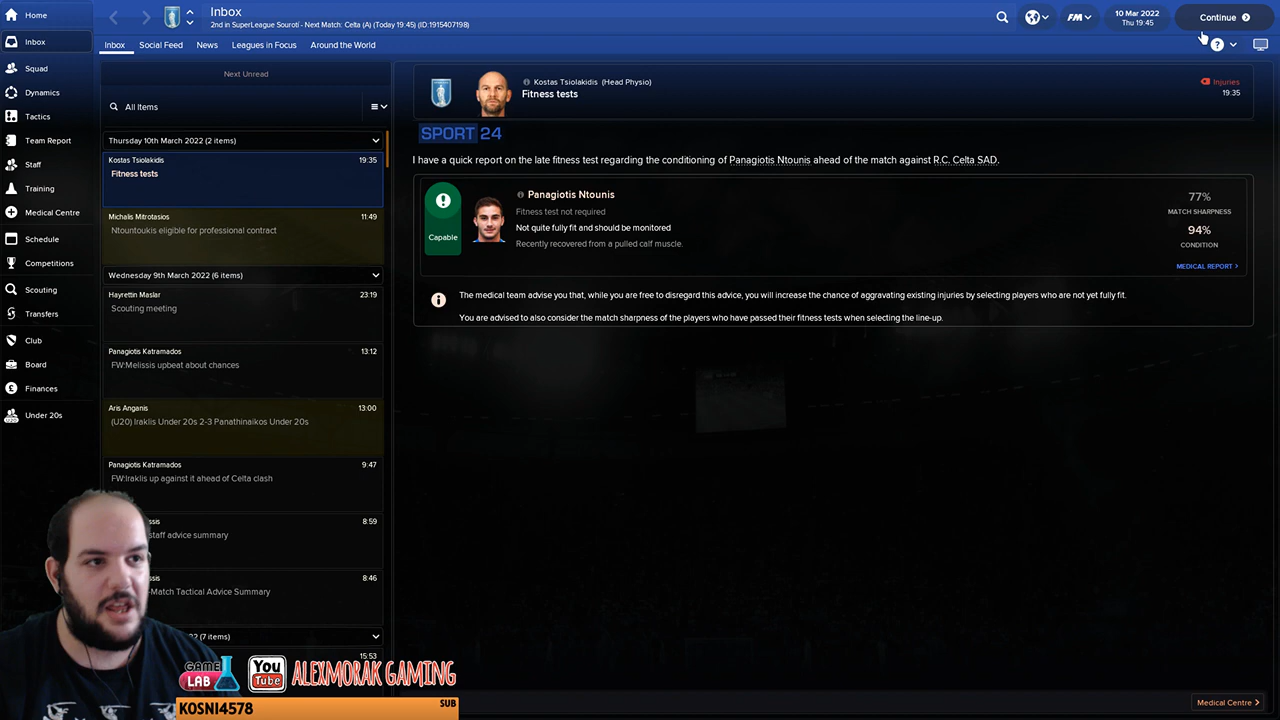 Home
Inbox
Squad
Dynamics
Tactics
Team Report
Staff
Training
Medical Centre
Schedule
Competitions
Scouting
Transfers
Club
Board
Finances
Under 20s
Inbox
2nd in SuperLeague Souroti - Next Match: Celta (A) (Today 19:45) (ID:1915407198)
FM
10 Mar 2022
Thu 19:45
Continue
Inbox
Social Feed
News
Leagues in Focus
Around the World
?
Next Unread
All Items
Thursday 10th March 2022 (2 items)
Kostas Tsiolakidis 19:35
Fitness tests
Michalis Mitrotasios 11:49
Ntountoukis eligible for professional contract
Wednesday 9th March 2022 (6 items)
Hayrettin Maslar 23:19
Scouting meeting
Panagiotis Katramados 13:12
FW:Melissis upbeat about chances
Aris Anganis 13:00
(U20) Iraklis Under 20s 2-3 Panathinaikos Under 20s
Panagiotis Katramados 9:47
FW:Iraklis up against it ahead of Celta clash
ssis 8:59
staff advice summary
ssis 8:46
-Match Tactical Advice Summary
22 (7 items)
15:53
Kostas Tsiolakidis (Head Physio)
Fitness tests
Injuries
19:35
SPORT 24
I have a quick report on the late fitness test regarding the conditioning of Panagiotis Ntounis ahead of the match against R.C. Celta SAD.
Capable
Panagiotis Ntounis
Fitness test not required
Not quite fully fit and should be monitored
Recently recovered from a pulled calf muscle.
77%
MATCH SHARPNESS
94%
CONDITION
MEDICAL REPORT >
The medical team advise you that, while you are free to disregard this advice, you will increase the chance of aggravating existing injuries by selecting players who are not yet fully fit.
You are advised to also consider the match sharpness of the players who have passed their fitness tests when selecting the line-up.
Medical Centre >
GAME LAB
You Tube
ALEXMORAK GAMING
KOSNI4578
SUB